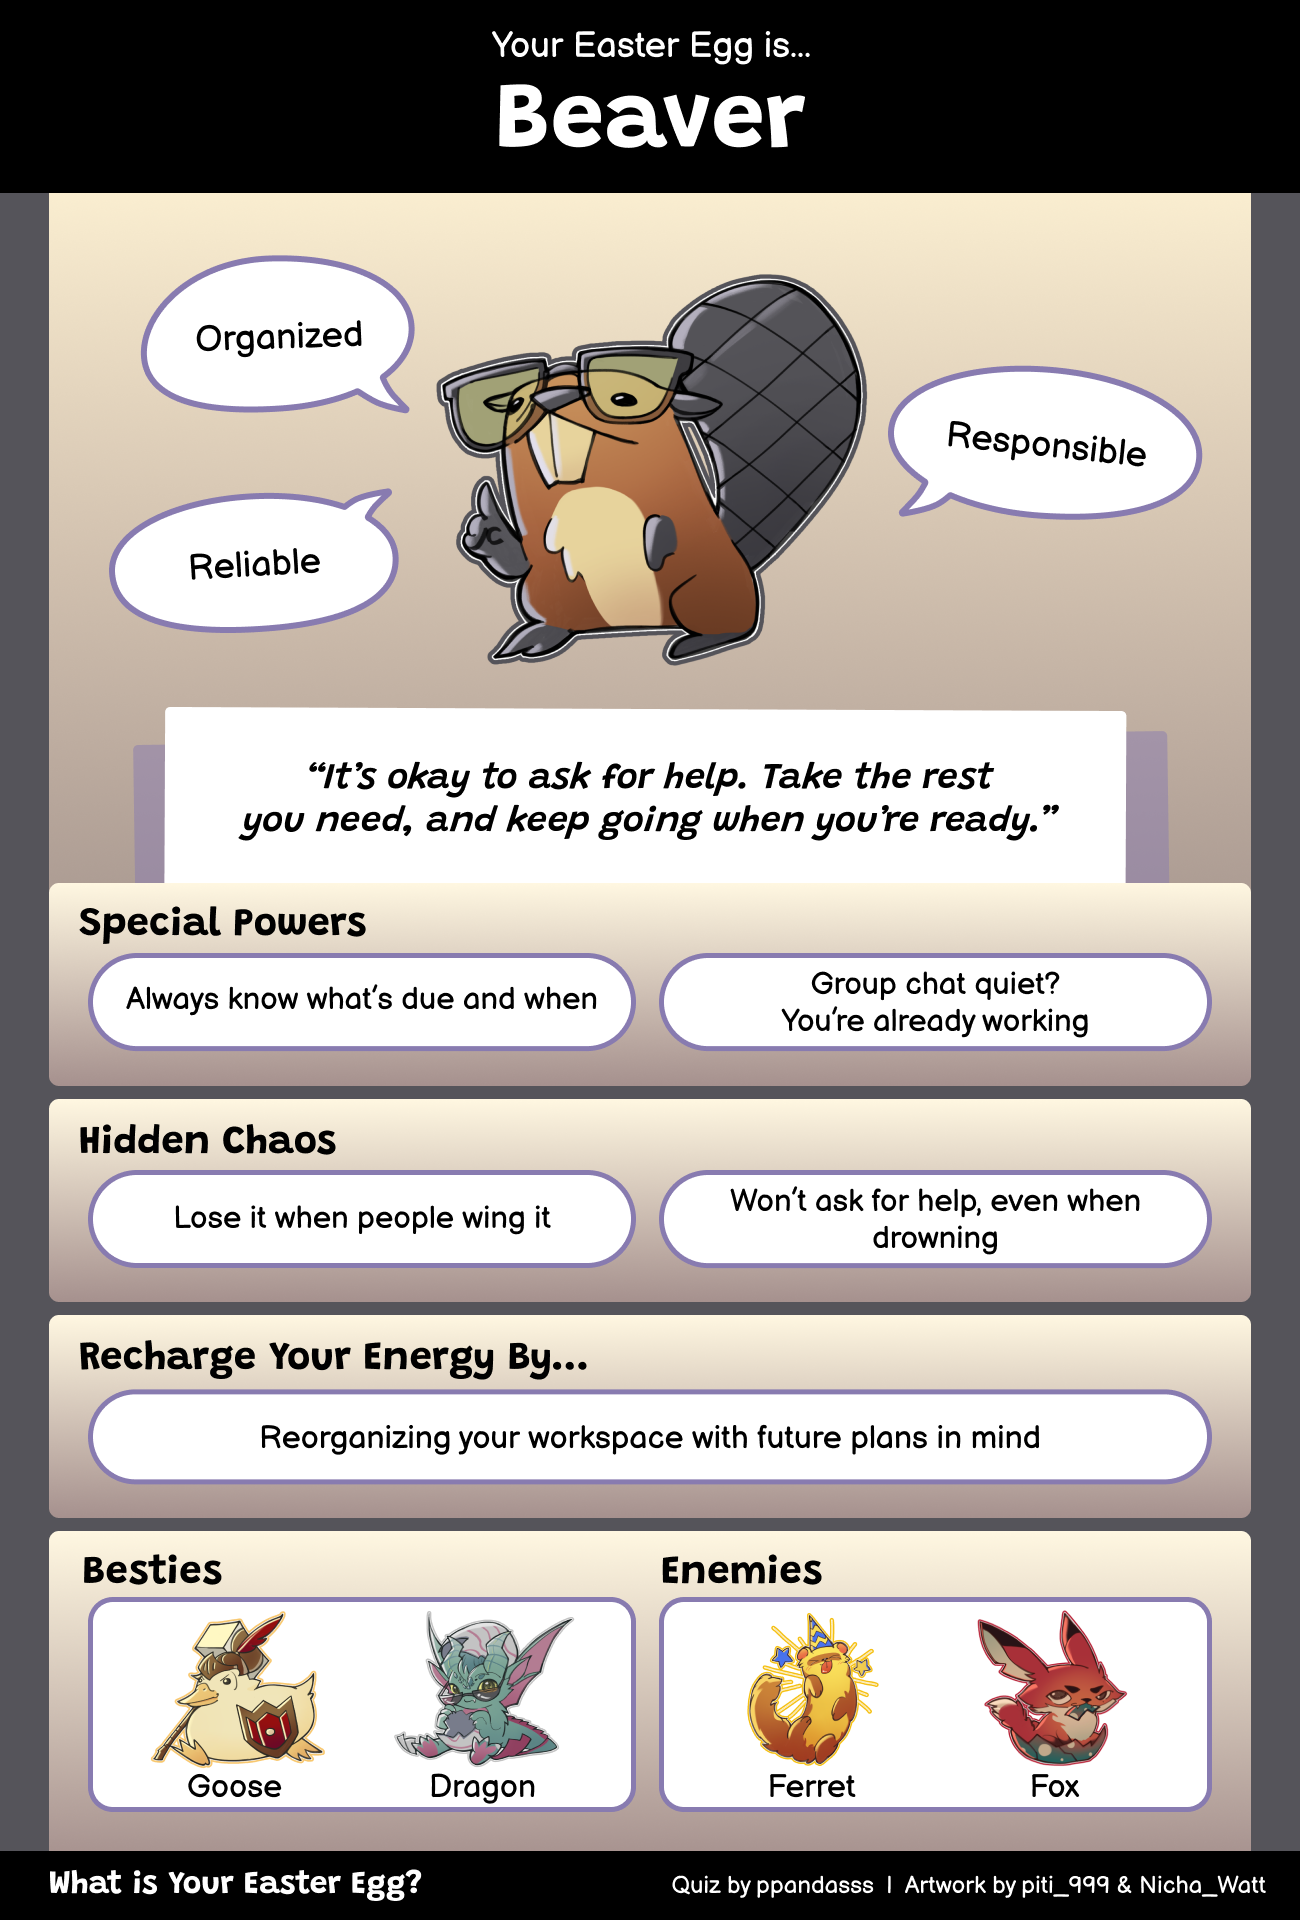 Your Easter Egg is...
Beaver
Organized
Responsible
Reliable
“It’s okay to ask for help. Take the rest
you need, and keep going when you’re ready.”
Special Powers
Always know what’s due and when
Group chat quiet?
You’re already working
Hidden Chaos
Lose it when people wing it
Won’t ask for help, even when
drowning
Recharge Your Energy By...
Reorganizing your workspace with future plans in mind
Besties
Enemies
Goose
Dragon
Ferret
Fox
What is Your Easter Egg?
Quiz by ppandasss | Artwork by piti_999 & Nicha_Watt